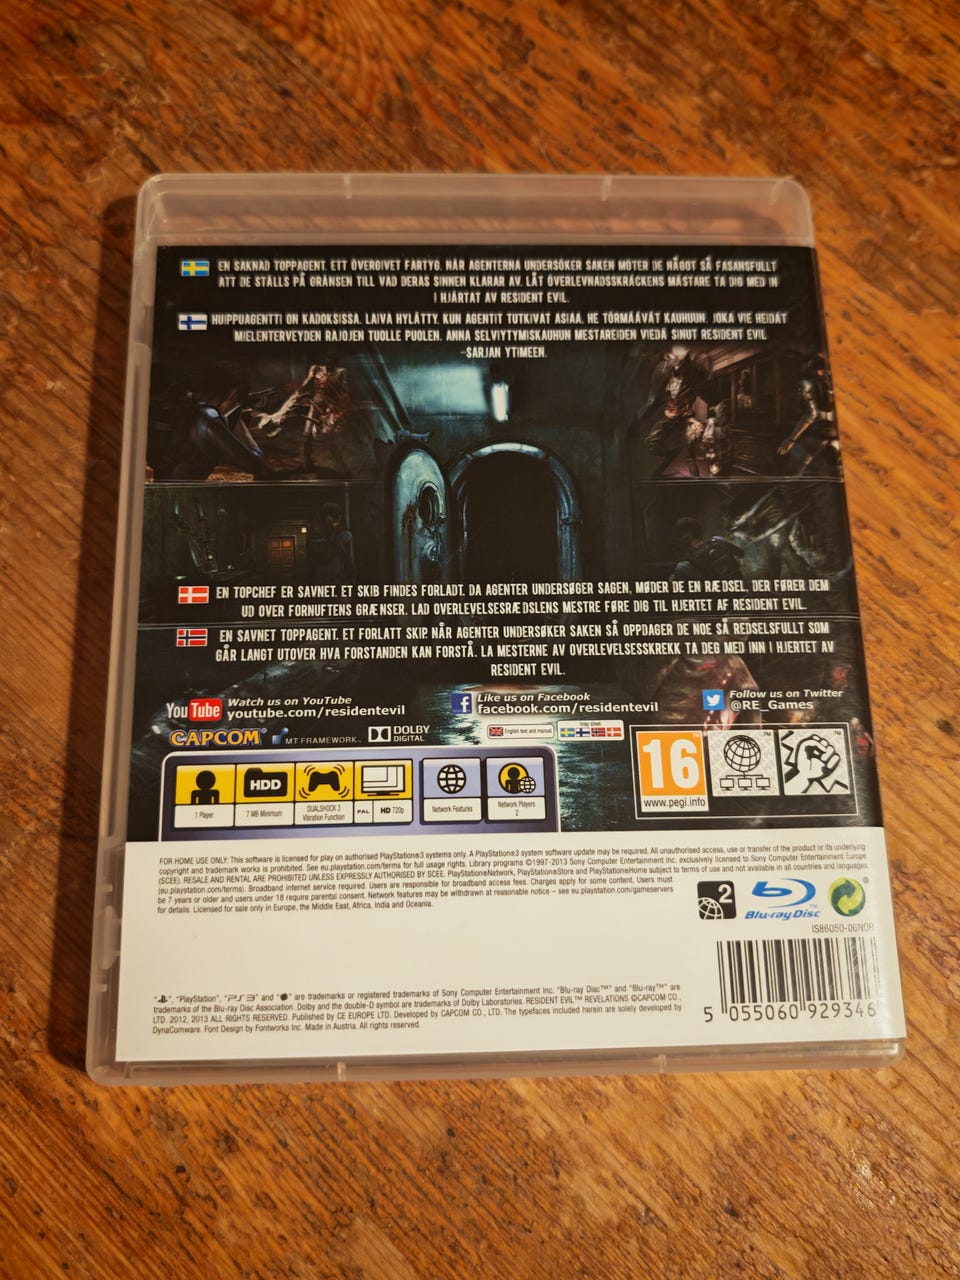 EN SAKNAD TOPPAGENT. ETT ÖVERGIVET FARTYG. NÄR AGENTERNA UNDERSÖKER SAKEN MÖTER DE NÅGOT SÅ FASANSFULLT
ATT DE STÄLLS PÅ GRÄNSEN TILL VAD DERAS SINNEN KLARAR AV. LÅT ÖVERLEVNADSSKRÄCKENS MÄSTARE TA DIG MED IN
I HJÄRTAT AV RESIDENT EVIL.
HUIPPUAGENTTI ON KADOKSISSA. LAIVA HYLÄTTY. KUN AGENTIT TUTKIVAT ASIAA, HE TÖRMÄÄVÄT KAUHUUN, JOKA VIE HEIDÄT
MIELENTERVEYDEN RAJOJEN TUOLLE PUOLEN. ANNA SELVIYTYMISKAUHUN MESTAREIDEN VIEDÄ SINUT RESIDENT EVIL
-SARJAN YTIMEEN.
EN TOPCHEF ER SAVNET. ET SKIB FINDES FORLADT. DA AGENTER UNDERSØGER SAGEN, MØDER DE EN RÆDSEL, DER FØRER DEM
UD OVER FORNUFTENS GRÆNSER. LAD OVERLEVELSESRÆDSLENS MESTRE FØRE DIG TIL HJERTET AF RESIDENT EVIL.
EN SAVNET TOPPAGENT. ET FORLATT SKIP. NÅR AGENTER UNDERSØKER SAKEN SÅ OPPDAGER DE NOE SÅ REDSELSFULLT SOM
GÅR LANGT UTOVER HVA FORSTANDEN KAN FORSTÅ. LA MESTERNE AV OVERLEVELSESSKREKK TA DEG MED INN I HJERTET AV
RESIDENT EVIL.
YouTube Watch us on YouTube
youtube.com/residentevil
Like us on Facebook
facebook.com/residentevil
Follow us on Twitter
@RE_Games
CAPCOM MT FRAMEWORK™ DOLBY
DIGITAL
English text and manual
Inlay sheet
1 Player
HDD
7 MB Minimum
DUALSHOCK 3
Vibration Function
PAL HD 720p
Network Features
Network Players
2
16
www.pegi.info
FOR HOME USE ONLY: This software is licensed for play on authorised PlayStation®3 systems only. A PlayStation®3 system software update may be required. All unauthorised access, use or transfer of the product or its underlying
copyright and trademark works is prohibited. See eu.playstation.com/terms for full usage rights. Library programs ©1997-2013 Sony Computer Entertainment Inc. exclusively licensed to Sony Computer Entertainment Europe
(SCEE). RESALE AND RENTAL ARE PROHIBITED UNLESS EXPRESSLY AUTHORISED BY SCEE. PlayStation®Network, PlayStation®Store and PlayStation®Home subject to terms of use and not available in all countries and languages
(eu.playstation.com/terms). Broadband internet service required. Users are responsible for broadband access fees. Charges apply for some content. Users must
be 7 years or older and users under 18 require parental consent. Network features may be withdrawn at reasonable notice – see eu.playstation.com/gameservers
for details. Licensed for sale only in Europe, the Middle East, Africa, India and Oceania.
2
Blu-ray Disc™
IS86050-06NOR
"PlayStation", "PS3" and are trademarks or registered trademarks of Sony Computer Entertainment Inc. "Blu-ray Disc™" and "Blu-ray™" are
trademarks of the Blu-ray Disc Association. Dolby and the double-D symbol are trademarks of Dolby Laboratories. RESIDENT EVIL™ REVELATIONS ©CAPCOM CO.,
LTD. 2012, 2013 ALL RIGHTS RESERVED. Published by CE EUROPE LTD. Developed by CAPCOM CO., LTD. The typefaces included herein are solely developed by
DynaComware. Font Design by Fontworks Inc. Made in Austria. All rights reserved.
5 055060 929346